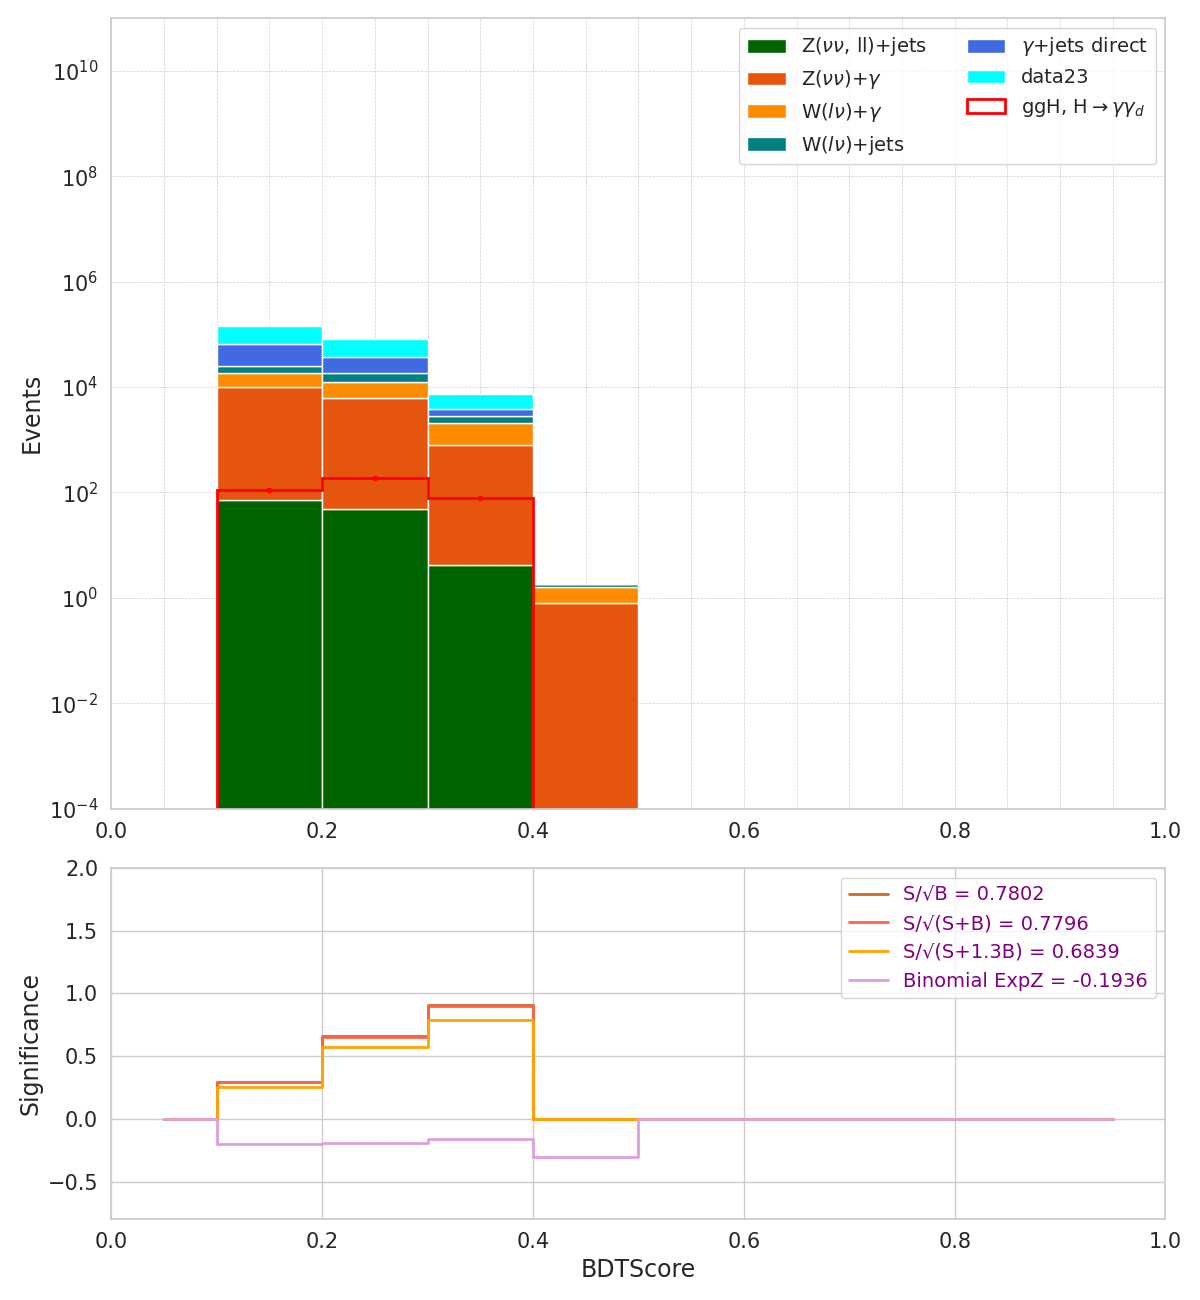 Events
10^10
10^8
10^6
10^4
10^2
10^0
10^−2
10^−4
0.0 0.2 0.4 0.6 0.8 1.0
Z(νν, ll)+jets
Z(νν)+γ
W(lν)+γ
W(lν)+jets
γ+jets direct
data23
ggH, H→γγ_d
Significance
2.0
1.5
1.0
0.5
0.0
−0.5
S/√B = 0.7802
S/√(S+B) = 0.7796
S/√(S+1.3B) = 0.6839
Binomial ExpZ = -0.1936
0.0 0.2 0.4 0.6 0.8 1.0
BDTScore